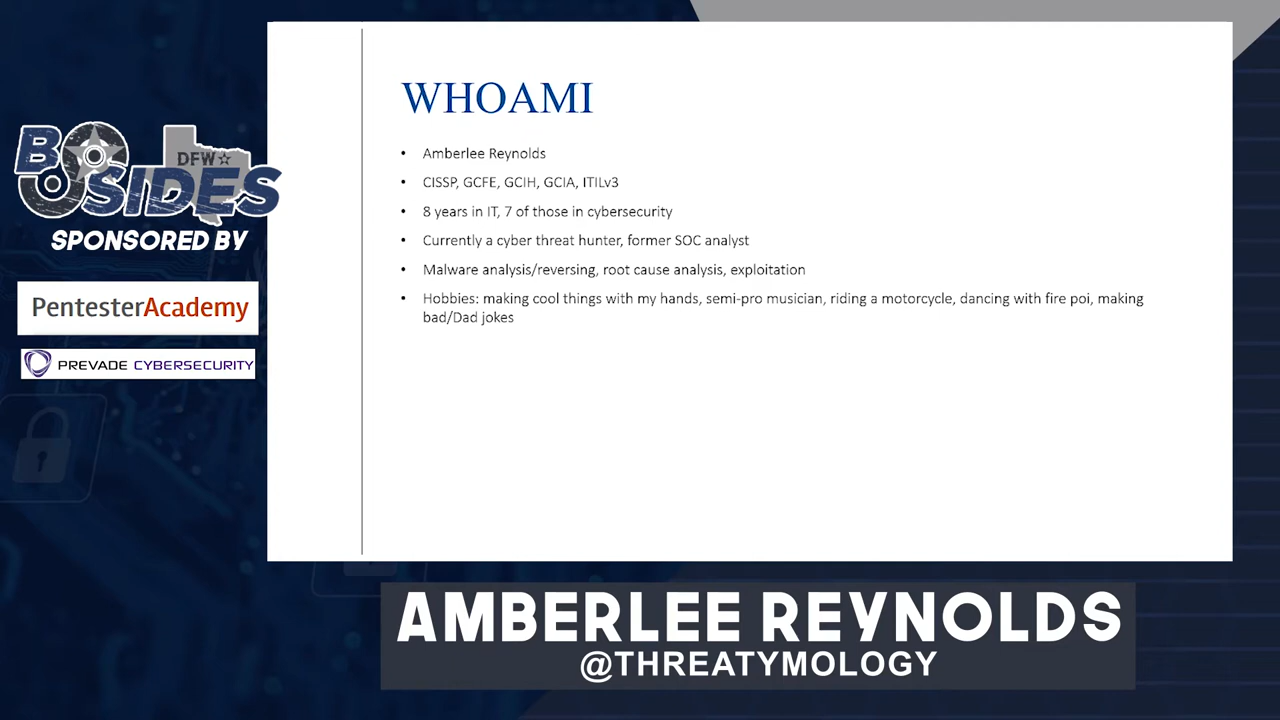 WHOAMI
• Amberlee Reynolds
• CISSP, GCFE, GCIH, GCIA, ITILv3
• 8 years in IT, 7 of those in cybersecurity
• Currently a cyber threat hunter, former SOC analyst
• Malware analysis/reversing, root cause analysis, exploitation
• Hobbies: making cool things with my hands, semi-pro musician, riding a motorcycle, dancing with fire poi, making
bad/Dad jokes
BSIDES
DFW
SPONSORED BY
PentesterAcademy
PREVADE CYBERSECURITY
AMBERLEE REYNOLDS
@THREATYMOLOGY